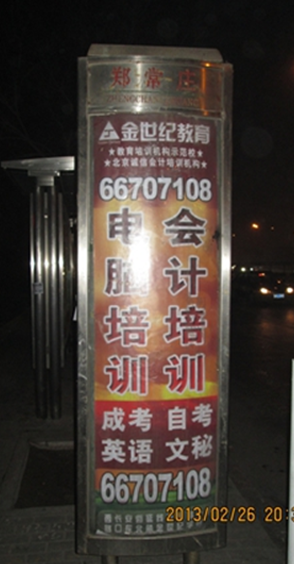 郑常庄
ZHENGCHANGZHUANG
金世纪教育
★教育培训机构示范校★
★北京诚信会计培训机构★
66707108
电脑培训
会计培训
成考 自考
英语 文秘
66707108
2013/02/26 20:3